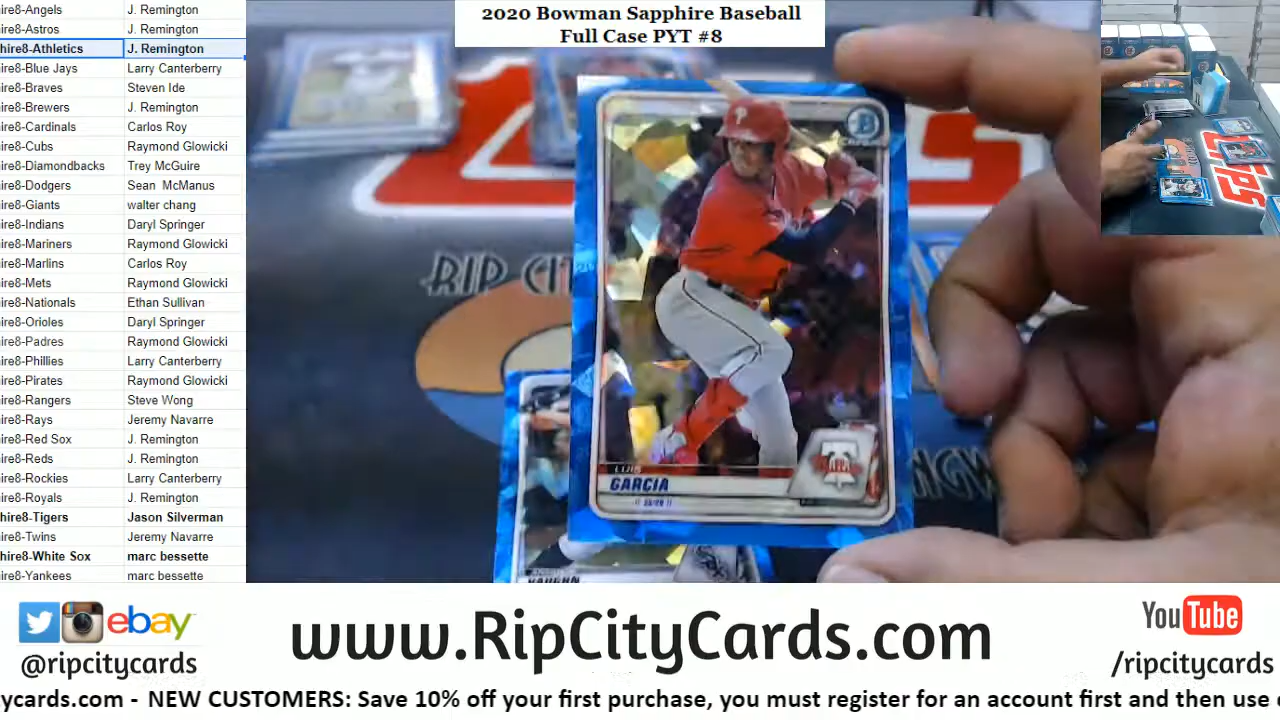 2020 Bowman Sapphire Baseball
Full Case PYT #8
ire8-Angels J. Remington
ire8-Astros J. Remington
hire8-Athletics J. Remington
ire8-Blue Jays Larry Canterberry
ire8-Braves Steven Ide
ire8-Brewers J. Remington
ire8-Cardinals Carlos Roy
ire8-Cubs Raymond Glowicki
ire8-Diamondbacks Trey McGuire
ire8-Dodgers Sean McManus
ire8-Giants walter chang
ire8-Indians Daryl Springer
ire8-Mariners Raymond Glowicki
ire8-Marlins Carlos Roy
ire8-Mets Raymond Glowicki
ire8-Nationals Ethan Sullivan
ire8-Orioles Daryl Springer
ire8-Padres Raymond Glowicki
ire8-Phillies Larry Canterberry
ire8-Pirates Raymond Glowicki
ire8-Rangers Steve Wong
ire8-Rays Jeremy Navarre
ire8-Red Sox J. Remington
ire8-Reds J. Remington
ire8-Rockies Larry Canterberry
ire8-Royals J. Remington
hire8-Tigers Jason Silverman
ire8-Twins Jeremy Navarre
hire8-White Sox marc bessette
ire8-Yankees marc bessette
RIP CIT
P
B
LUIS
GARCIA
VAUGHN
rips
ebay
@ripcitycards
www.RipCityCards.com
YouTube
/ripcitycards
tycards.com - NEW CUSTOMERS: Save 10% off your first purchase, you must register for an account first and then use